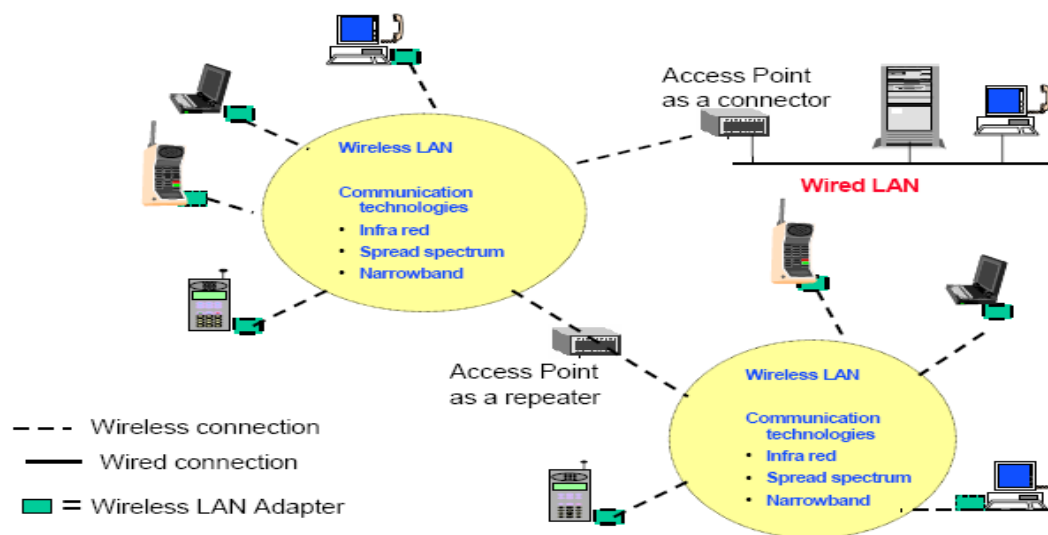 Access Point
as a connector
Wireless LAN
Communication
technologies
• Infra red
• Spread spectrum
• Narrowband
Wired LAN
Access Point
as a repeater
Wireless LAN
Communication
technologies
• Infra red
• Spread spectrum
• Narrowband
Wireless connection
Wired connection
= Wireless LAN Adapter